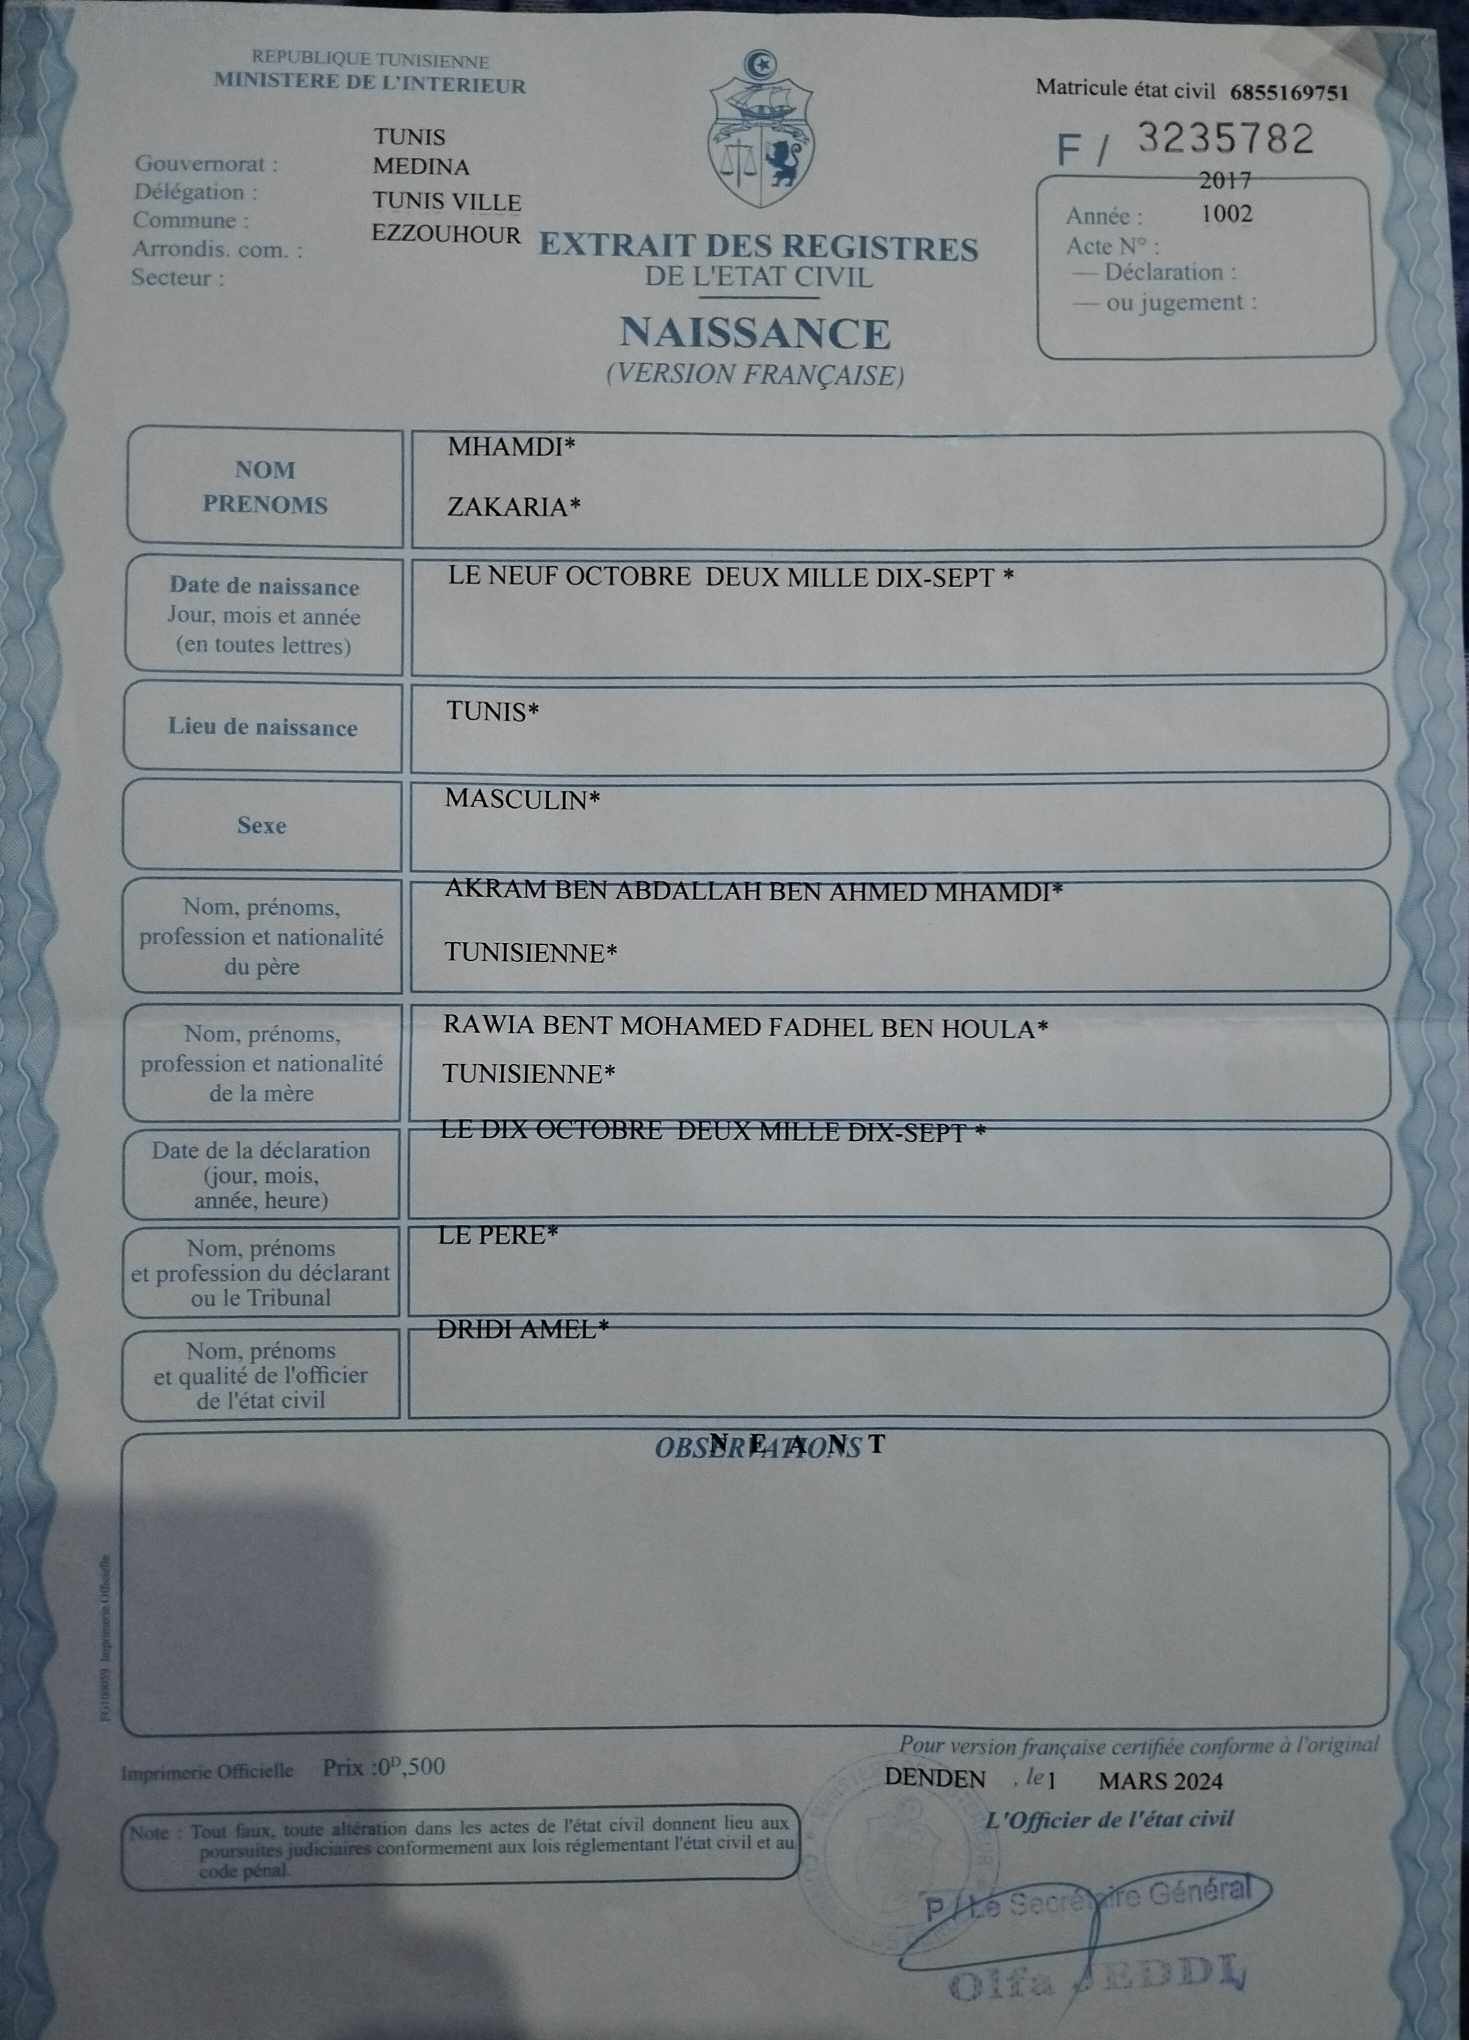 REPUBLIQUE TUNISIENNE
MINISTERE DE L'INTERIEUR
Matricule état civil 6855169751
F / 3235782
TUNIS
Gouvernorat :
MEDINA
Délégation :
TUNIS VILLE
Commune :
EZZOUHOUR
Arrondis. com. :
Secteur :
2017
Année : 1002
Acte N° :
— Déclaration :
— ou jugement :
EXTRAIT DES REGISTRES
DE L'ETAT CIVIL
NAISSANCE
(VERSION FRANÇAISE)
NOM
PRENOMS
MHAMDI*
ZAKARIA*
Date de naissance
Jour, mois et année
(en toutes lettres)
LE NEUF OCTOBRE DEUX MILLE DIX-SEPT *
Lieu de naissance
TUNIS*
Sexe
MASCULIN*
Nom, prénoms,
profession et nationalité
du père
AKRAM BEN ABDALLAH BEN AHMED MHAMDI*
TUNISIENNE*
Nom, prénoms,
profession et nationalité
de la mère
RAWIA BENT MOHAMED FADHEL BEN HOULA*
TUNISIENNE*
Date de la déclaration
(jour, mois,
année, heure)
LE DIX OCTOBRE DEUX MILLE DIX-SEPT *
Nom, prénoms
et profession du déclarant
ou le Tribunal
LE PERE*
Nom, prénoms
et qualité de l'officier
de l'état civil
DRIDI AMEL*
OBSERVATIONS
N E A N T
Imprimerie Officielle
Imprimerie Officielle Prix :0D,500
Pour version française certifiée conforme à l'original
DENDEN , le 1 MARS 2024
L'Officier de l'état civil
Note : Tout faux, toute altération dans les actes de l'état civil donnent lieu aux
poursuites judiciaires conformement aux lois réglementant l'état civil et au
code pénal.
P / Le Secrétaire Général
Olfa JEDDI